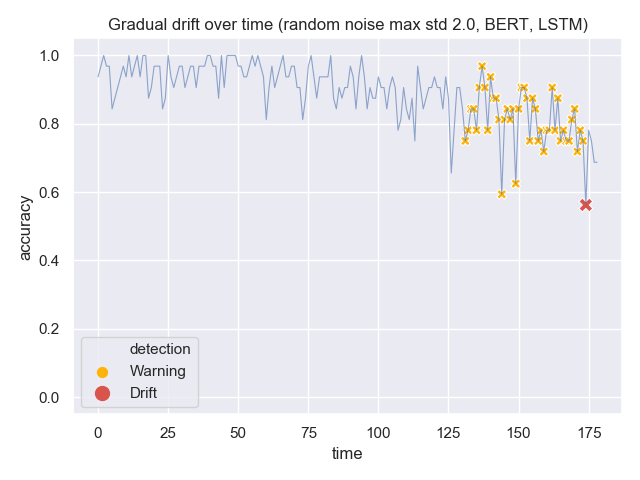 Gradual drift over time (random noise max std 2.0, BERT, LSTM)
1.0
0.8
0.6
0.4
0.2
0.0
accuracy
detection
Warning
Drift
0 25 50 75 100 125 150 175
time